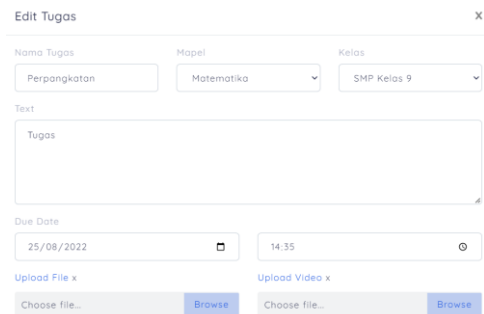 Edit Tugas X
Nama Tugas Mapel Kelas
Perpangkatan Matematika SMP Kelas 9
Text
Tugas
Due Date
25/08/2022 14:35
Upload File x Upload Video x
Choose file... Browse Choose file... Browse